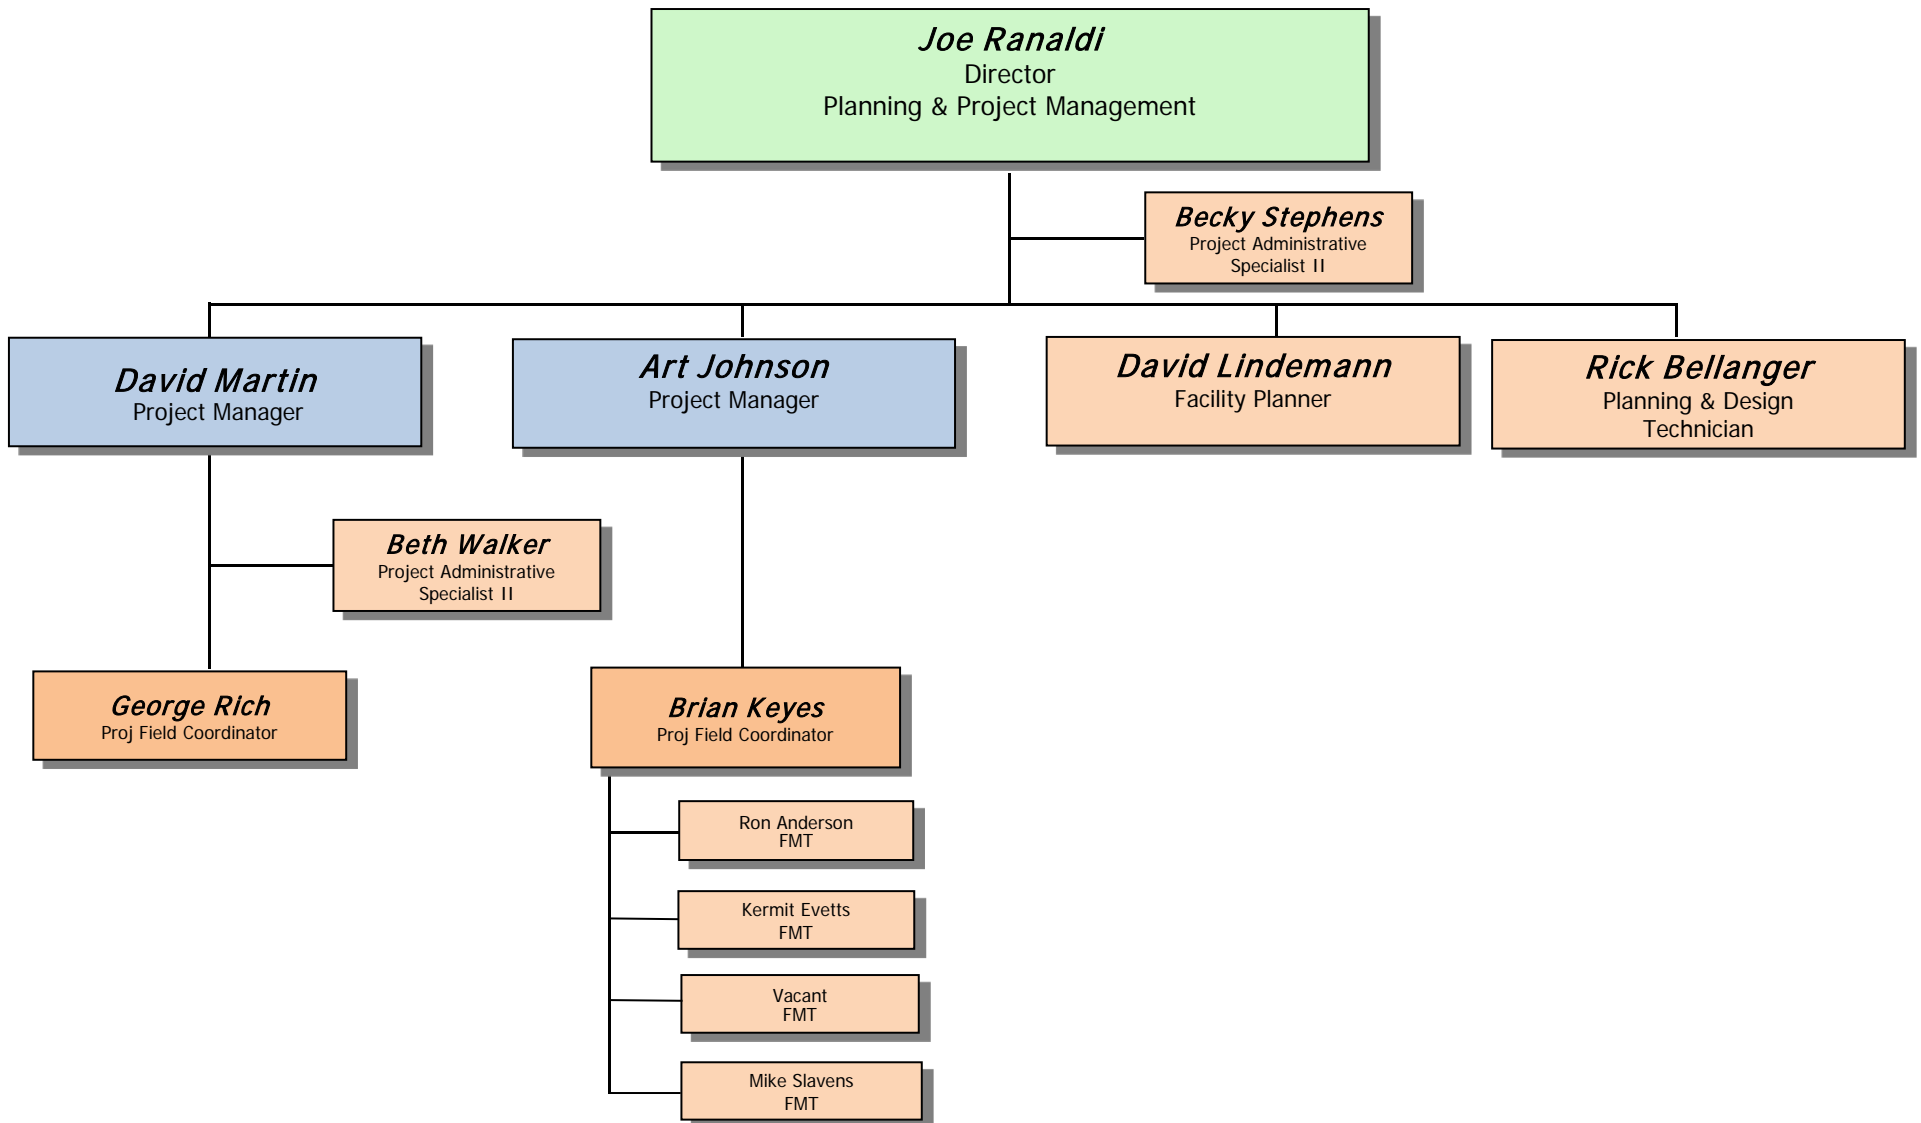 Joe Ranaldi
Director
Planning & Project Management
Becky Stephens
Project Administrative
Specialist II
David Martin
Project Manager
Art Johnson
Project Manager
David Lindemann
Facility Planner
Rick Bellanger
Planning & Design
Technician
Beth Walker
Project Administrative
Specialist II
George Rich
Proj Field Coordinator
Brian Keyes
Proj Field Coordinator
Ron Anderson
FMT
Kermit Evetts
FMT
Vacant
FMT
Mike Slavens
FMT